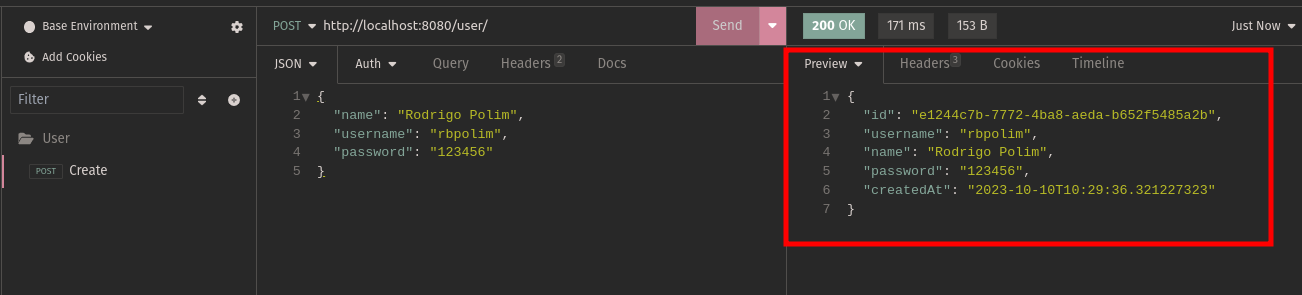 Base Environment
Add Cookies
Filter
User
POST Create
POST http://localhost:8080/user/ Send
JSON Auth Query Headers 2 Docs
1 {
2 "name": "Rodrigo Polim",
3 "username": "rbpolim",
4 "password": "123456"
5 }
200 OK 171 ms 153 B Just Now
Preview Headers 3 Cookies Timeline
1 {
2 "id": "e1244c7b-7772-4ba8-aeda-b652f5485a2b",
3 "username": "rbpolim",
4 "name": "Rodrigo Polim",
5 "password": "123456",
6 "createdAt": "2023-10-10T10:29:36.321227323"
7 }